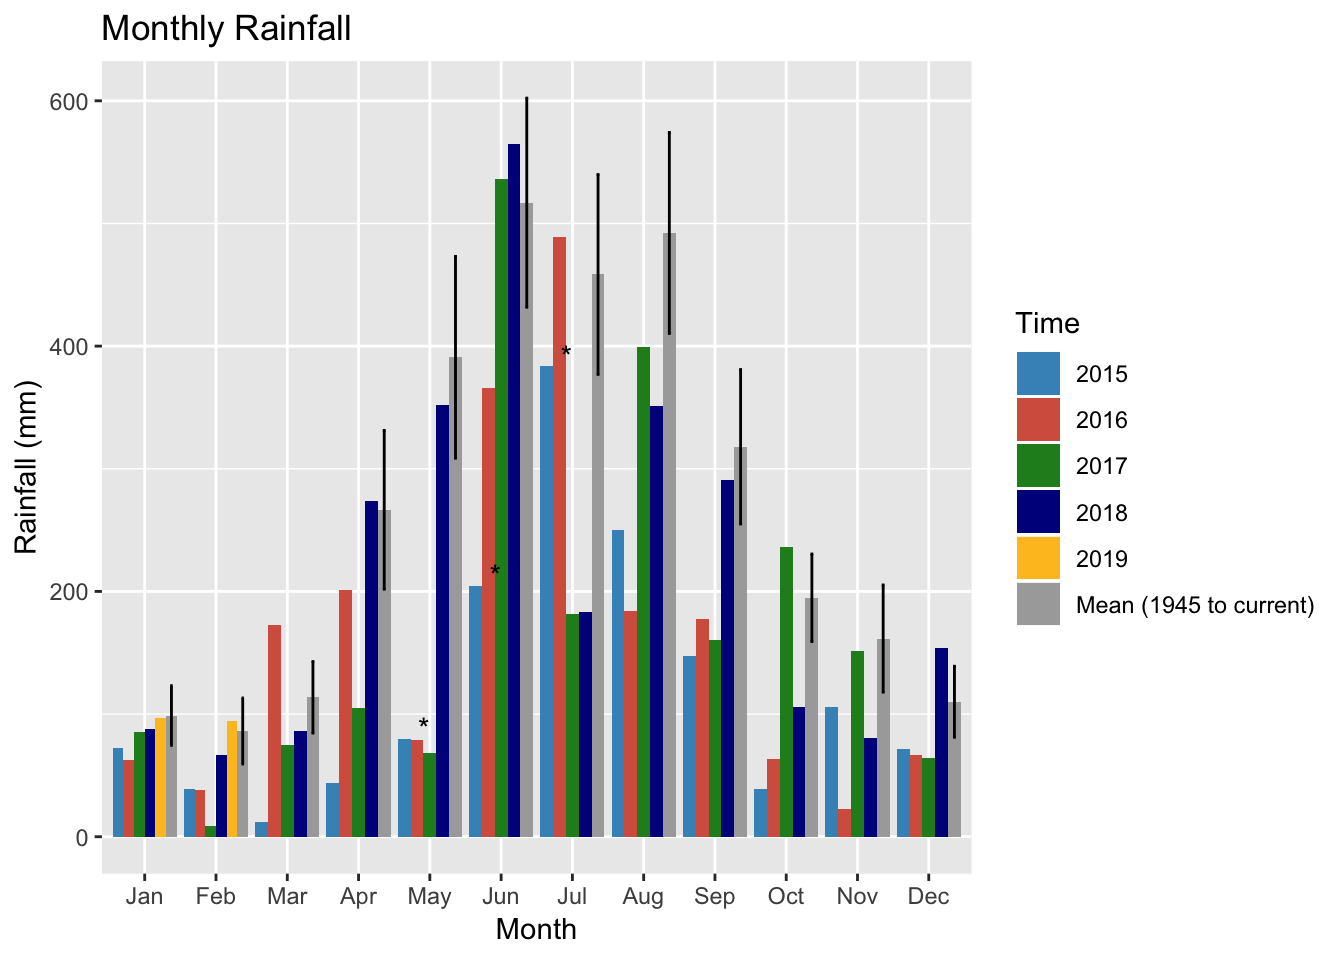 Monthly Rainfall
600
400
200
0
Rainfall (mm)
*
*
*
Jan Feb Mar Apr May Jun Jul Aug Sep Oct Nov Dec
Month
Time
2015
2016
2017
2018
2019
Mean (1945 to current)